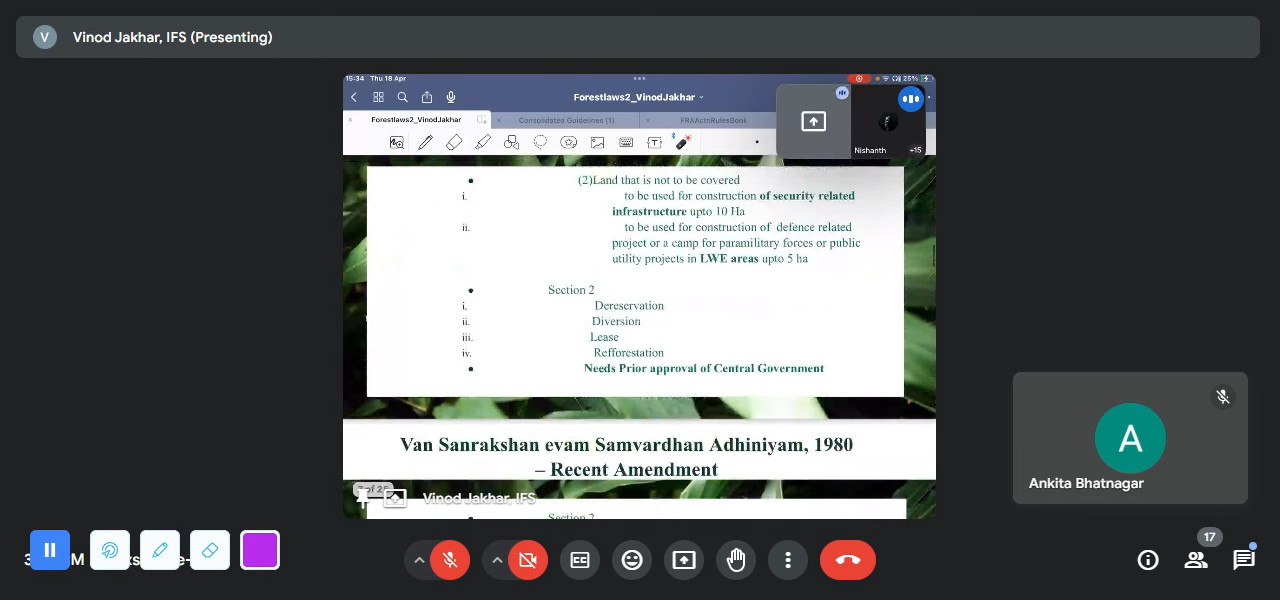 V
Vinod Jakhar, IFS (Presenting)
15:34 Thu 18 Apr
25%
Forestlaws2_VinodJakhar
Forestlaws2_VinodJakhar
Consolidated Guidelines (1)
FRAActnRulesBook
Nishanth
+15
(2)Land that is not to be covered
i. to be used for construction of security related
infrastructure upto 10 Ha
ii. to be used for construction of defence related
project or a camp for paramilitary forces or public
utility projects in LWE areas upto 5 ha
Section 2
i. Dereservation
ii. Diversion
iii. Lease
iv. Refforestation
Needs Prior approval of Central Government
Van Sanrakshan evam Samvardhan Adhiniyam, 1980
– Recent Amendment
Vinod Jakhar, IFS
Section 2
A
Ankita Bhatnagar
17